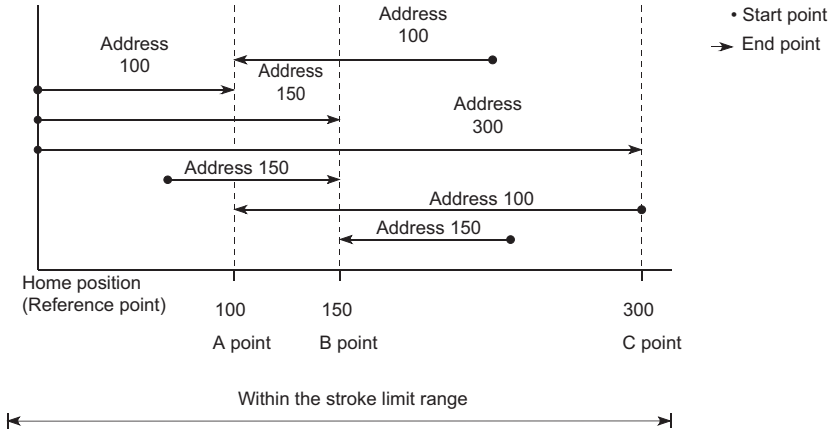 Address
100
• Start point
End point
Address
100
Address
150
Address
300
Address 150
Address 100
Address 150
Home position
(Reference point)
100
150
300
A point
B point
C point
Within the stroke limit range